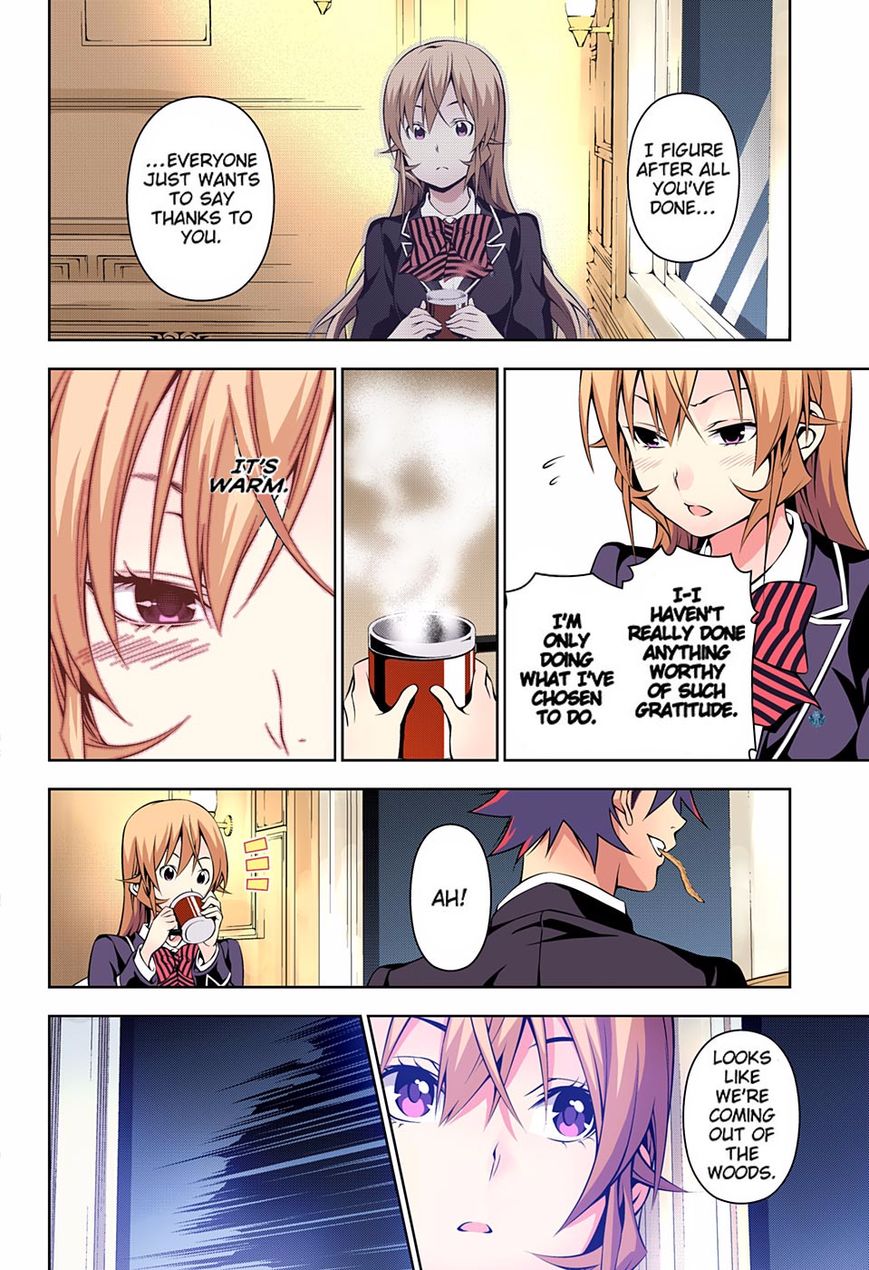 I FIGURE
AFTER ALL
YOU'VE
DONE...
...EVERYONE
JUST WANTS
TO SAY
THANKS TO
YOU.
I-I
HAVEN'T
REALLY DONE
ANYTHING
WORTHY
OF SUCH
GRATITUDE.
I'M
ONLY
DOING
WHAT I'VE
CHOSEN
TO DO.
IT'S
WARM.
AH!
LOOKS
LIKE
WE'RE
COMING
OUT OF
THE
WOODS.